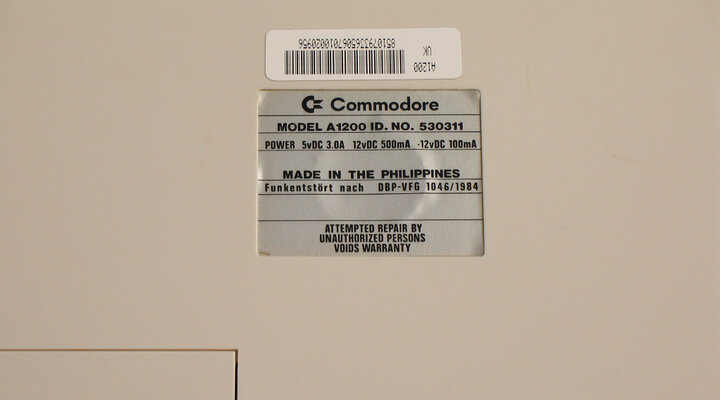 8510793365067010020956
A1200
UK
Commodore
MODEL A1200 ID. NO. 530311
POWER 5vDC 3.0A 12vDC 500mA -12vDC 100mA
MADE IN THE PHILIPPINES
Funkentstört nach DBP-VFG 1046/1984
ATTEMPTED REPAIR BY
UNAUTHORIZED PERSONS
VOIDS WARRANTY